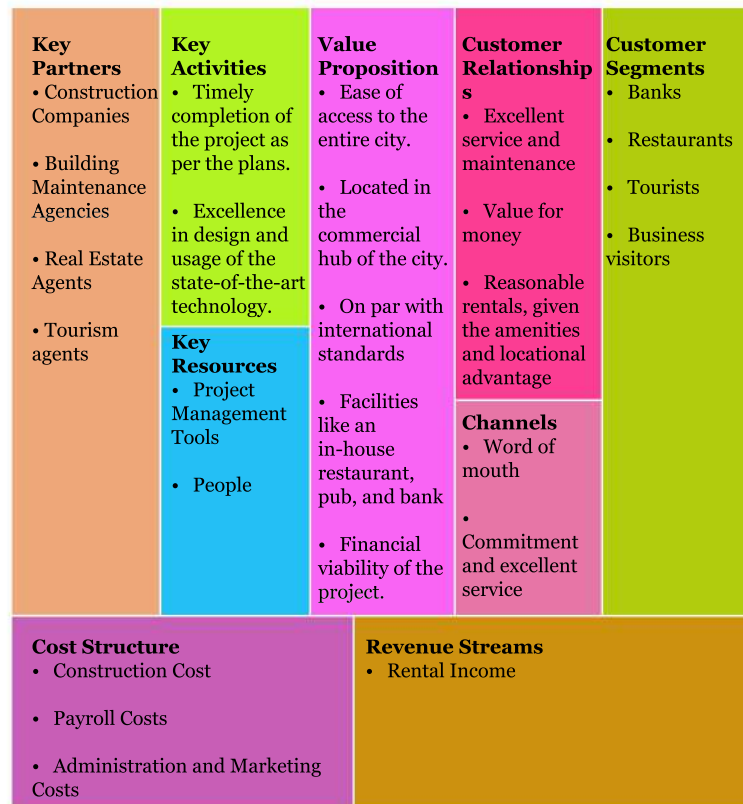 Key
Partners
• Construction
Companies
• Building
Maintenance
Agencies
• Real Estate
Agents
• Tourism
agents
Key
Activities
• Timely
completion of
the project as
per the plans.
• Excellence
in design and
usage of the
state-of-the-art
technology.
Key
Resources
• Project
Management
Tools
• People
Value
Proposition
• Ease of
access to the
entire city.
• Located in
the
commercial
hub of the city.
• On par with
international
standards
• Facilities
like an
in-house
restaurant,
pub, and bank
• Financial
viability of the
project.
Customer
Relationship
s
• Excellent
service and
maintenance
• Value for
money
• Reasonable
rentals, given
the amenities
and locational
advantage
Channels
• Word of
mouth
•
Commitment
and excellent
service
Customer
Segments
• Banks
• Restaurants
• Tourists
• Business
visitors
Cost Structure
• Construction Cost
• Payroll Costs
• Administration and Marketing
Costs
Revenue Streams
• Rental Income